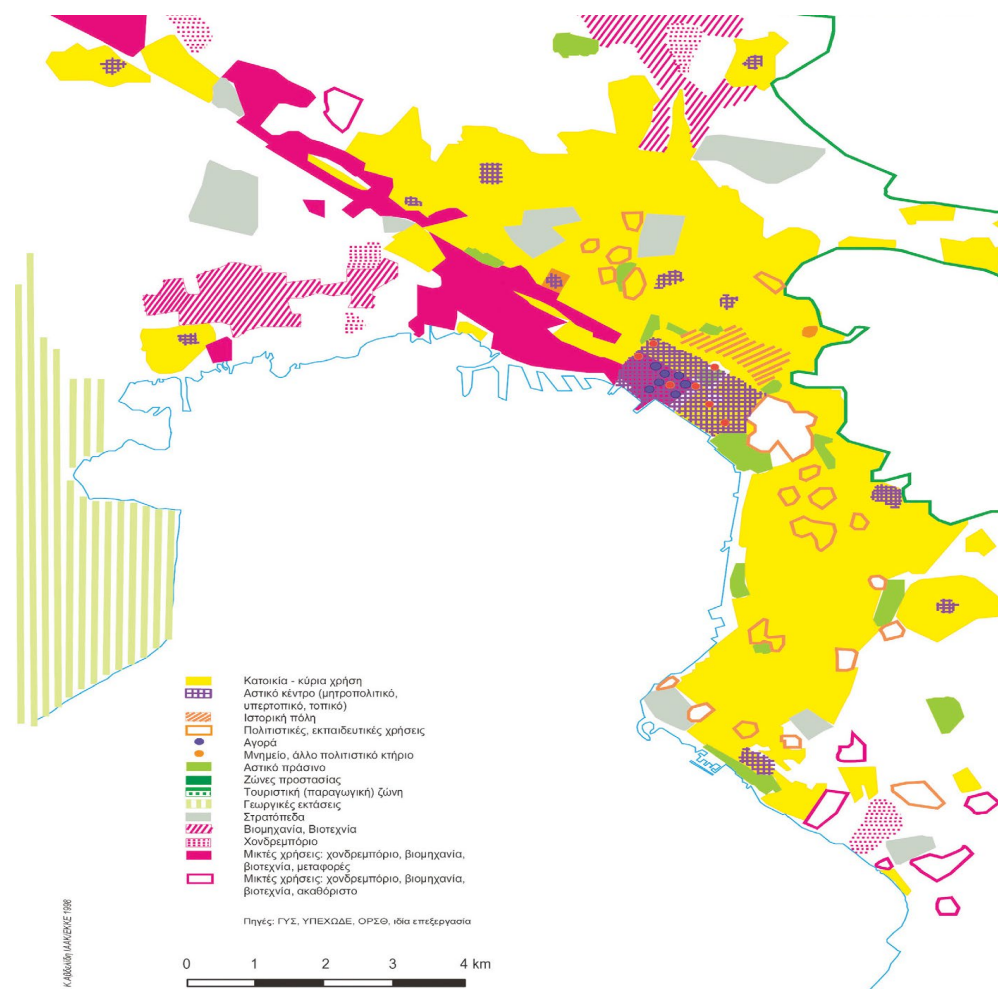 Κατοικία - κύρια χρήση
Αστικό κέντρο (μητροπολιτικό,
υπερτοπικό, τοπικό)
Ιστορική πόλη
Πολιτιστικές, εκπαιδευτικές χρήσεις
Αγορά
Μνημείο, άλλο πολιτιστικό κτήριο
Αστικό πράσινο
Ζώνες προστασίας
Τουριστική (παραγωγική) ζώνη
Γεωργικές εκτάσεις
Στρατόπεδα
Βιομηχανία, Βιοτεχνία
Χονδρεμπόριο
Μικτές χρήσεις: χονδρεμπόριο, βιομηχανία,
βιοτεχνία, μεταφορές
Μικτές χρήσεις: χονδρεμπόριο, βιομηχανία,
βιοτεχνία, ακαθόριστο
Πηγές: ΓΥΣ, ΥΠΕΧΩΔΕ, ΟΡΣΘ, ιδία επεξεργασία
0 1 2 3 4 km
1998